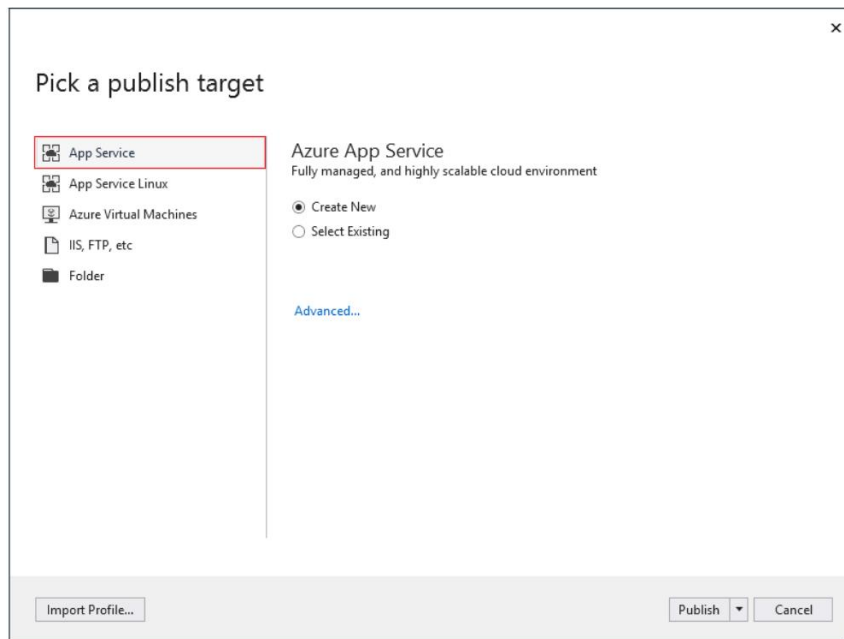 Pick a publish target
App Service
App Service Linux
Azure Virtual Machines
IIS, FTP, etc
Folder
Azure App Service
Fully managed, and highly scalable cloud environment
Create New
Select Existing
Advanced...
Import Profile...
Publish
Cancel